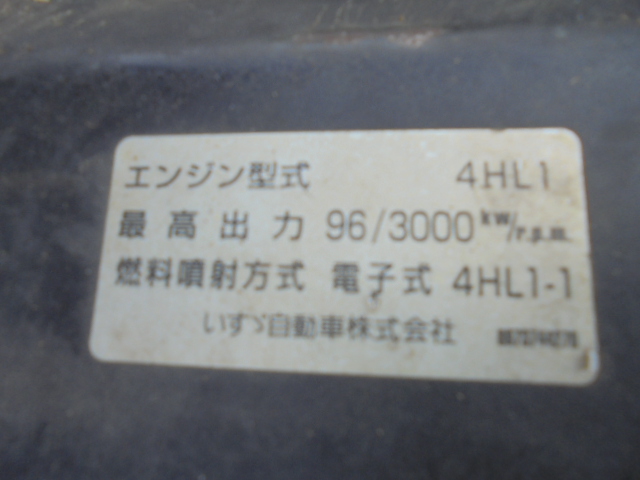 エンジン型式 4HL1
最高出力 96/3000 kW/r.p.m.
燃料噴射方式 電子式 4HL1-1
いすゞ自動車株式会社